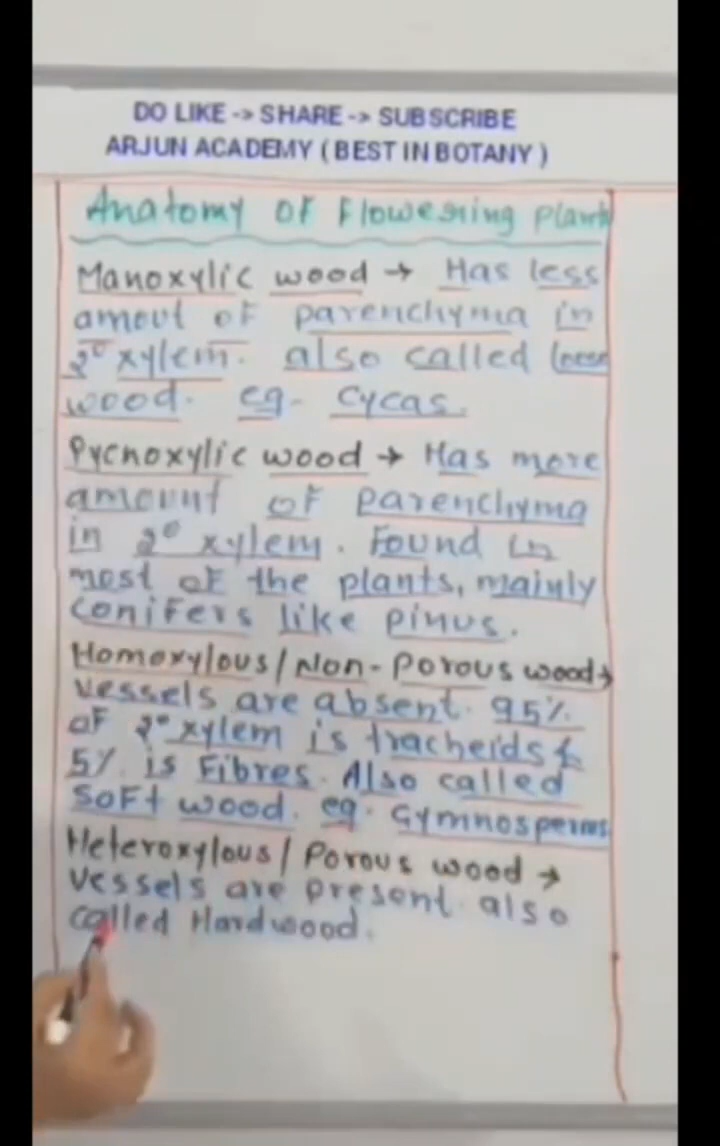 DO LIKE -> SHARE -> SUBSCRIBE
ARJUN ACADEMY ( BEST IN BOTANY )
Anatomy OF Flowering Plants
Manoxylic wood → Has less
amout of parenchyma in
2° xylem. also called loose
wood. eg- Cycas.
Pycnoxylic wood → Has more
amount of parenchyma
in 2° xylem. Found in
most of the plants, mainly
conifers like pinus.
Homoxylous/Non-Porous wood→
Vessels are absent. 95%
of 2° xylem is tracheids &
5% is Fibres. Also called
Soft wood. eg. Gymnosperms
Heteroxylous/Porous wood →
Vessels are present. also
called Hardwood.